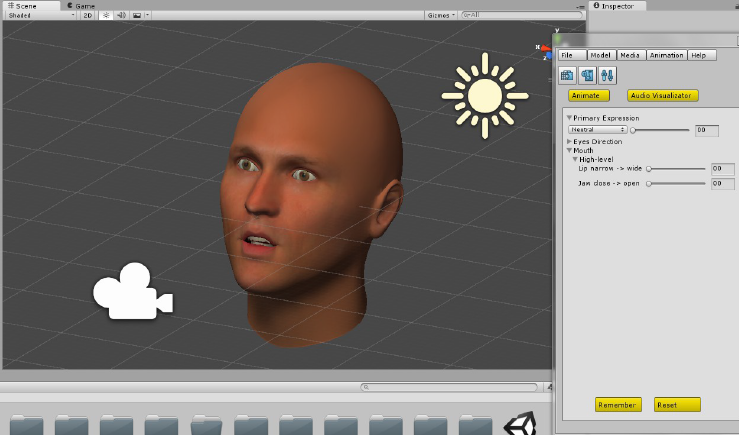 Scene
Game
Inspector
Shaded
2D
Gizmos
All
y
x
z
File
Model
Media
Animation
Help
Animate
Audio Visualizator
Primary Expression
Neutral
00
Eyes Direction
Mouth
High-level
Lip narrow -> wide
00
Jaw close -> open
00
Remember
Reset